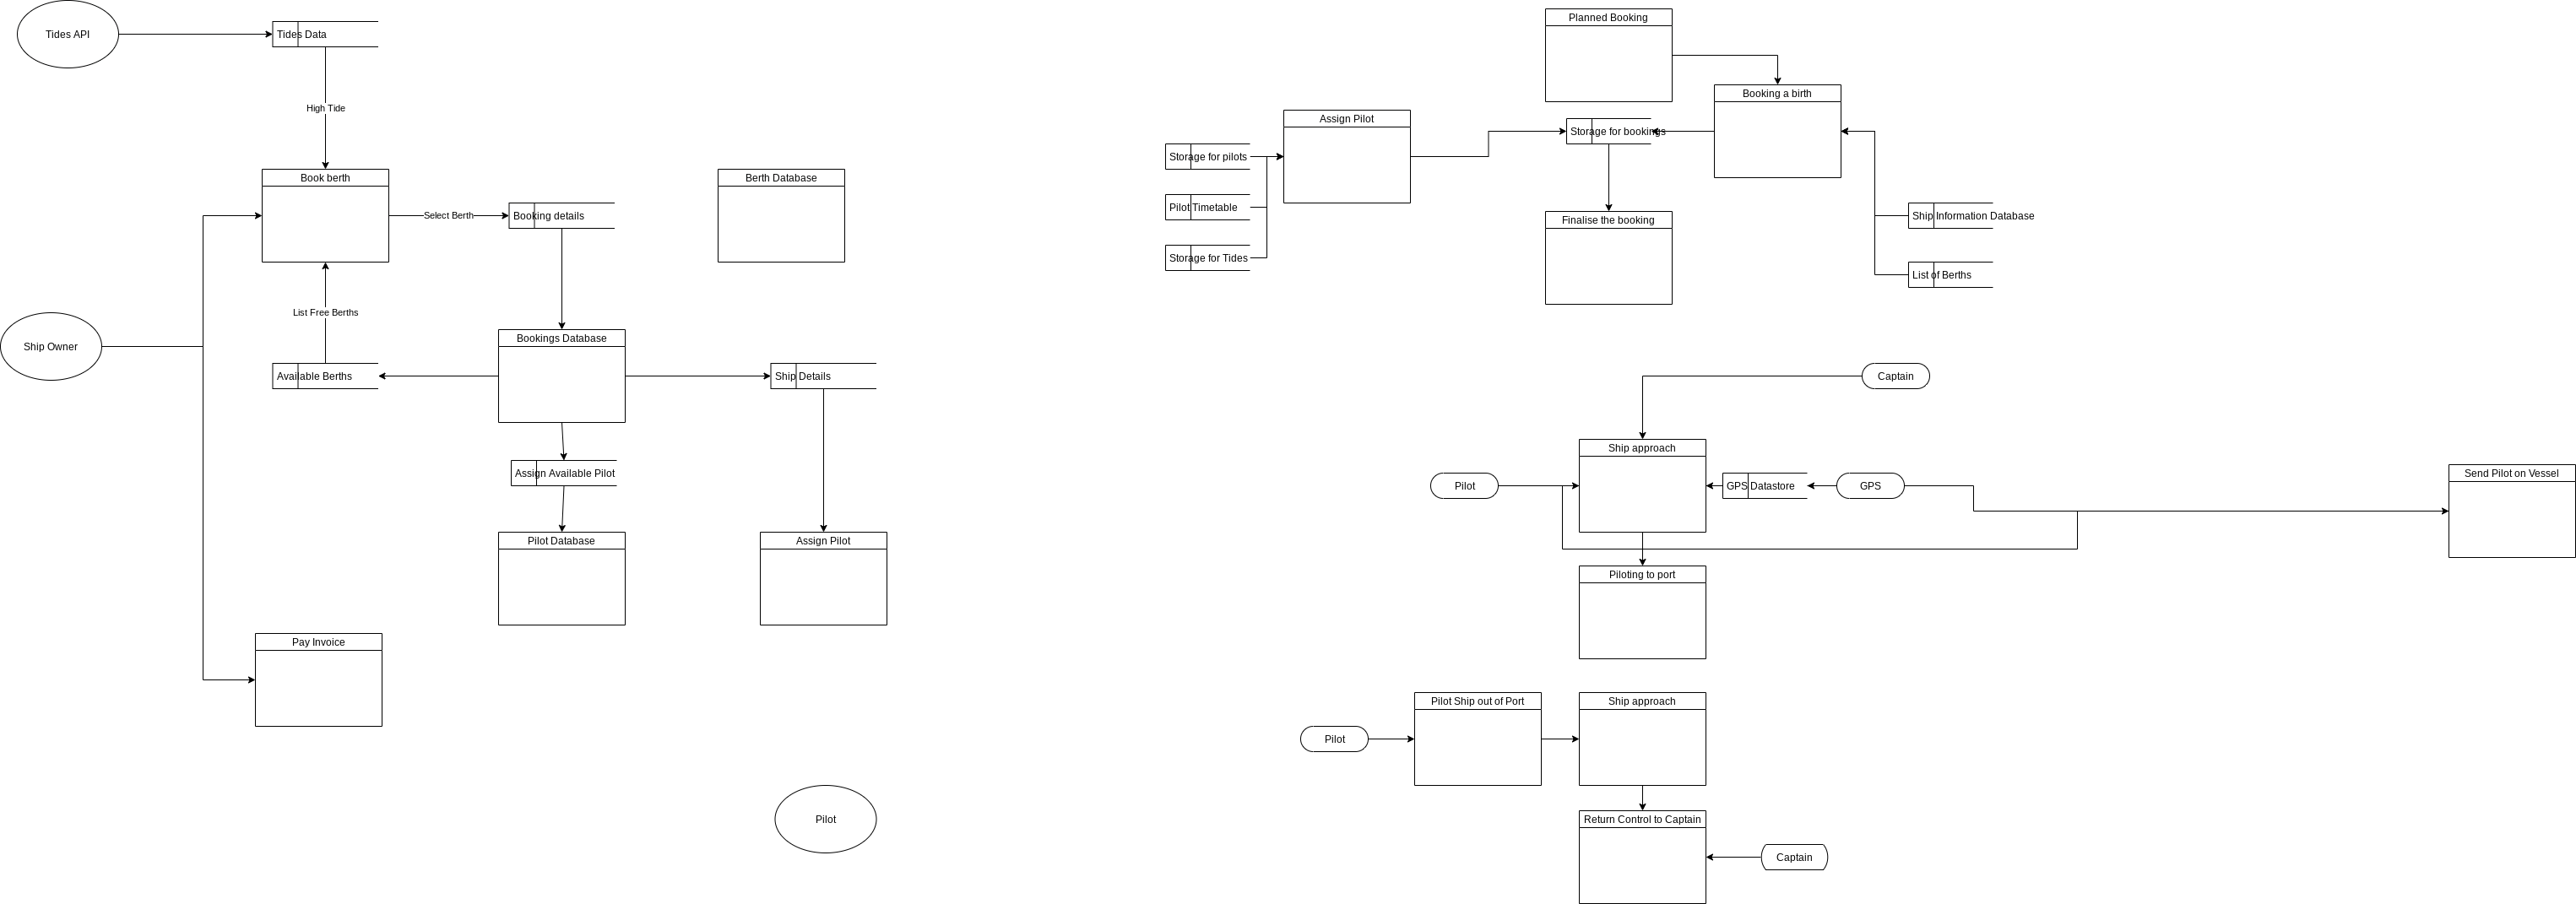 Tides API
Tides Data
High Tide
Book berth
Berth Database
Select Berth
Booking details
List Free Berths
Ship Owner
Bookings Database
Available Berths
Ship Details
Assign Available Pilot
Pilot Database
Assign Pilot
Pay Invoice
Pilot
Planned Booking
Booking a birth
Assign Pilot
Storage for bookings
Storage for pilots
Pilot Timetable
Storage for Tides
Finalise the booking
Ship Information Database
List of Berths
Captain
Ship approach
Pilot
GPS Datastore
GPS
Send Pilot on Vessel
Piloting to port
Pilot Ship out of Port
Ship approach
Pilot
Return Control to Captain
Captain